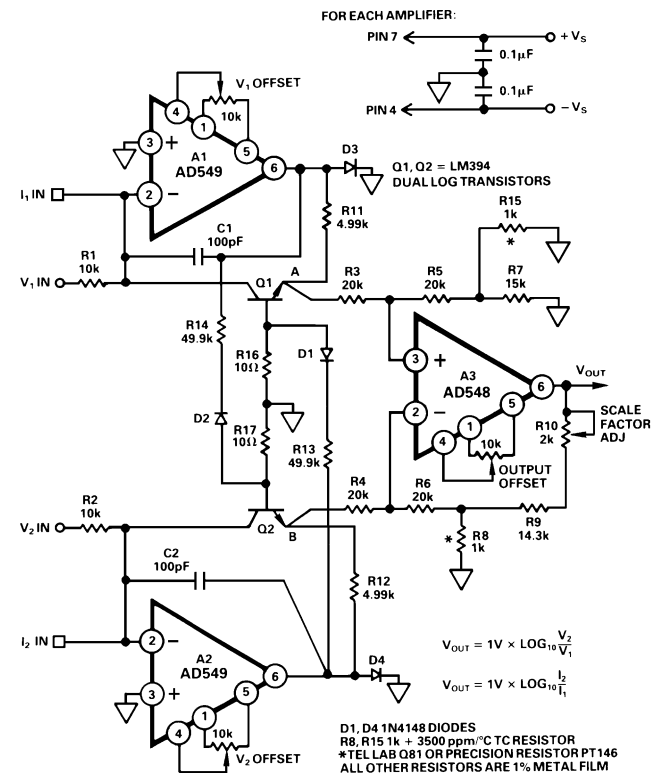 FOR EACH AMPLIFIER:
PIN 7
+ V_S
0.1µF
0.1µF
PIN 4
− V_S
V₁ OFFSET
4
1
10k
5
3
+
A1
AD549
6
2
−
I₁ IN
D3
Q1, Q2 = LM394
DUAL LOG TRANSISTORS
R11
4.99k
R15
1k
*
C1
100pF
R1
10k
V₁ IN
Q1
A
R3
20k
R5
20k
R7
15k
R14
49.9k
R16
10Ω
D1
3
+
A3
AD548
6
V_OUT
2
−
5
1
4
10k
OUTPUT
OFFSET
R10
2k
SCALE
FACTOR
ADJ
D2
R17
10Ω
R13
49.9k
R2
10k
V₂ IN
Q2
B
R4
20k
R6
20k
*
R8
1k
R9
14.3k
C2
100pF
R12
4.99k
I₂ IN
2
−
A2
AD549
6
D4
3
+
5
1
4
10k
V₂ OFFSET
V_OUT = 1V × LOG₁₀ V₂/V₁
V_OUT = 1V × LOG₁₀ I₂/I₁
D1, D4 1N4148 DIODES
R8, R15 1k + 3500 ppm/°C TC RESISTOR
*TEL LAB Q81 OR PRECISION RESISTOR PT146
ALL OTHER RESISTORS ARE 1% METAL FILM